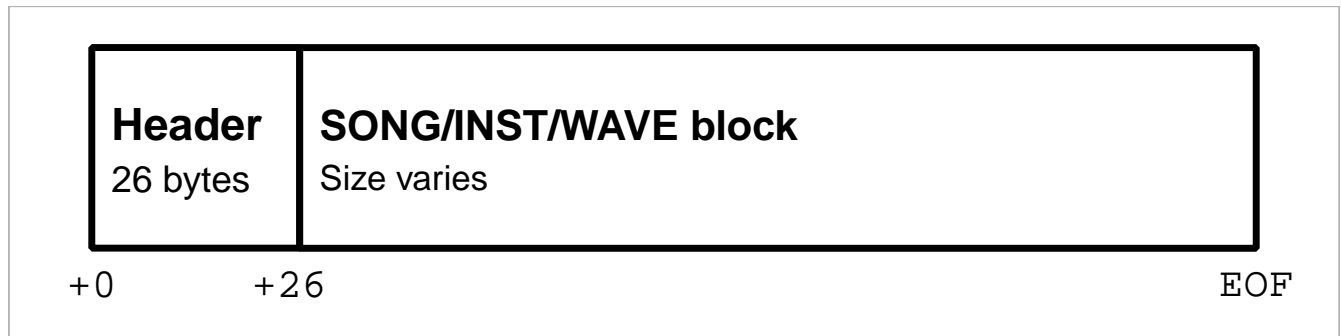 Header
26 bytes
SONG/INST/WAVE block
Size varies
+0 +26 EOF